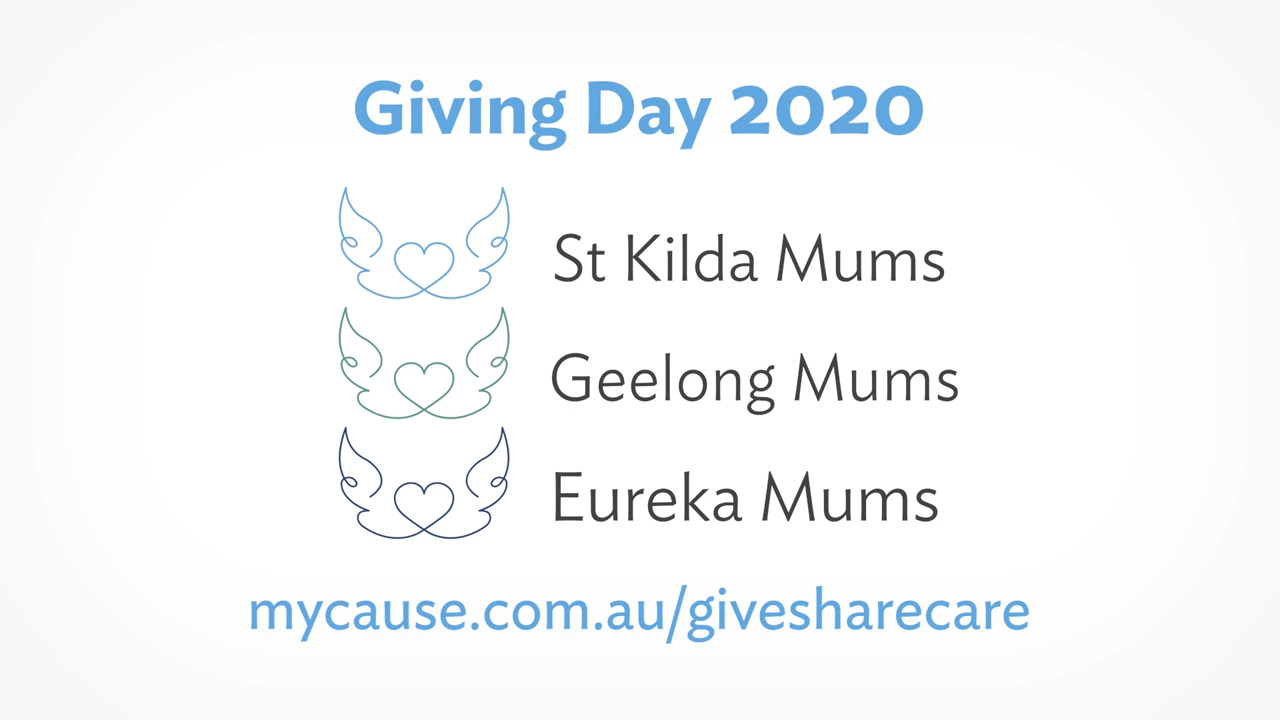 Giving Day 2020
St Kilda Mums
Geelong Mums
Eureka Mums
mycause.com.au/givesharecare